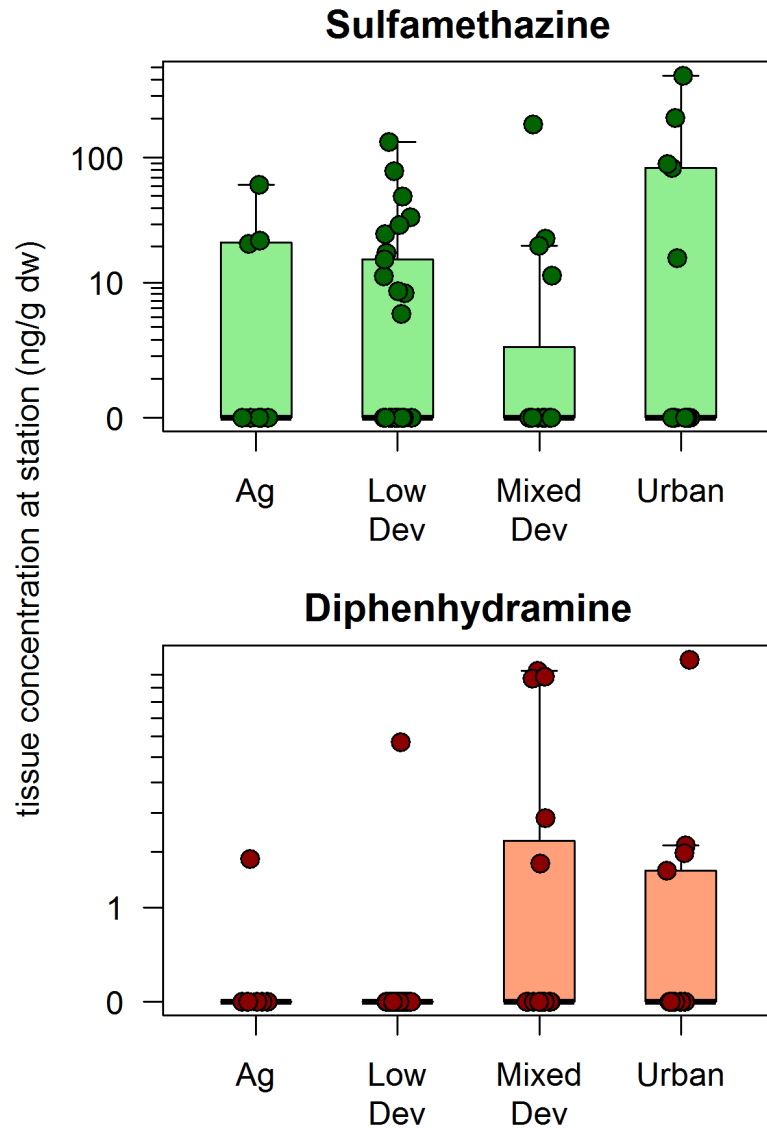 Sulfamethazine
100
10
0
Ag
Low
Dev
Mixed
Dev
Urban
tissue concentration at station (ng/g dw)
Diphenhydramine
1
0
Ag
Low
Dev
Mixed
Dev
Urban